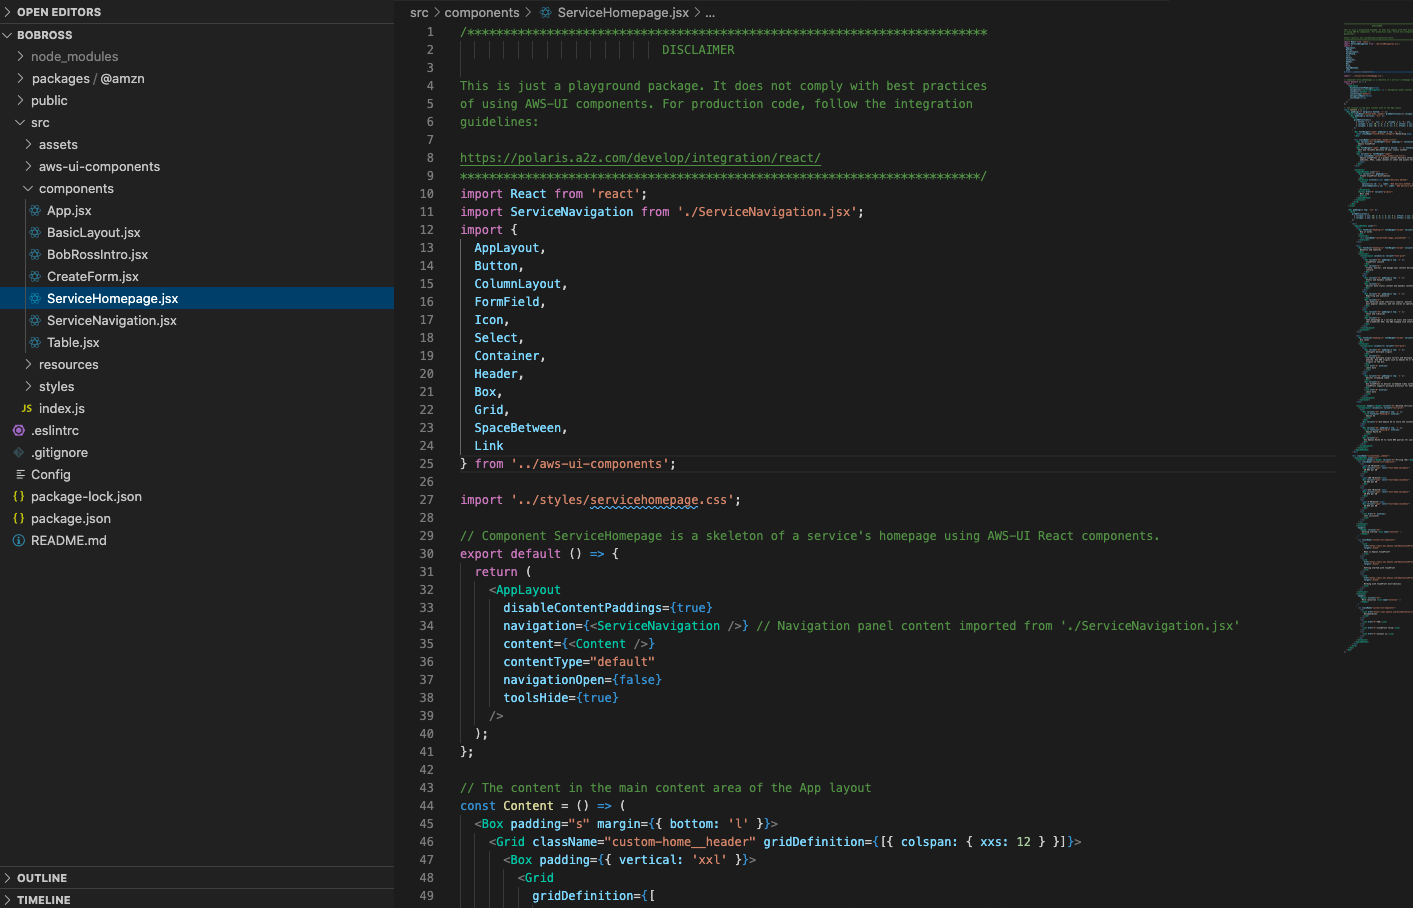 OPEN EDITORS
BOBROSS
node_modules
packages / @amzn
public
src
assets
aws-ui-components
components
App.jsx
BasicLayout.jsx
BobRossIntro.jsx
CreateForm.jsx
ServiceHomepage.jsx
ServiceNavigation.jsx
Table.jsx
resources
styles
JS index.js
.eslintrc
.gitignore
Config
{} package-lock.json
{} package.json
README.md
OUTLINE
TIMELINE
src > components > ServiceHomepage.jsx > ...
1 /************************************************************************
2 DISCLAIMER
3
4 This is just a playground package. It does not comply with best practices
5 of using AWS-UI components. For production code, follow the integration
6 guidelines:
7
8 https://polaris.a2z.com/develop/integration/react/
9 ************************************************************************/
10 import React from 'react';
11 import ServiceNavigation from './ServiceNavigation.jsx';
12 import {
13 AppLayout,
14 Button,
15 ColumnLayout,
16 FormField,
17 Icon,
18 Select,
19 Container,
20 Header,
21 Box,
22 Grid,
23 SpaceBetween,
24 Link
25 } from '../aws-ui-components';
26
27 import '../styles/servicehomepage.css';
28
29 // Component ServiceHomepage is a skeleton of a service's homepage using AWS-UI React components.
30 export default () => {
31 return (
32 <AppLayout
33 disableContentPaddings={true}
34 navigation={<ServiceNavigation />} // Navigation panel content imported from './ServiceNavigation.jsx'
35 content={<Content />}
36 contentType="default"
37 navigationOpen={false}
38 toolsHide={true}
39 />
40 );
41 };
42
43 // The content in the main content area of the App layout
44 const Content = () => (
45 <Box padding="s" margin={{ bottom: 'l' }}>
46 <Grid className="custom-home__header" gridDefinition={[{ colspan: { xxs: 12 } }]}>
47 <Box padding={{ vertical: 'xxl' }}>
48 <Grid
49 gridDefinition={[